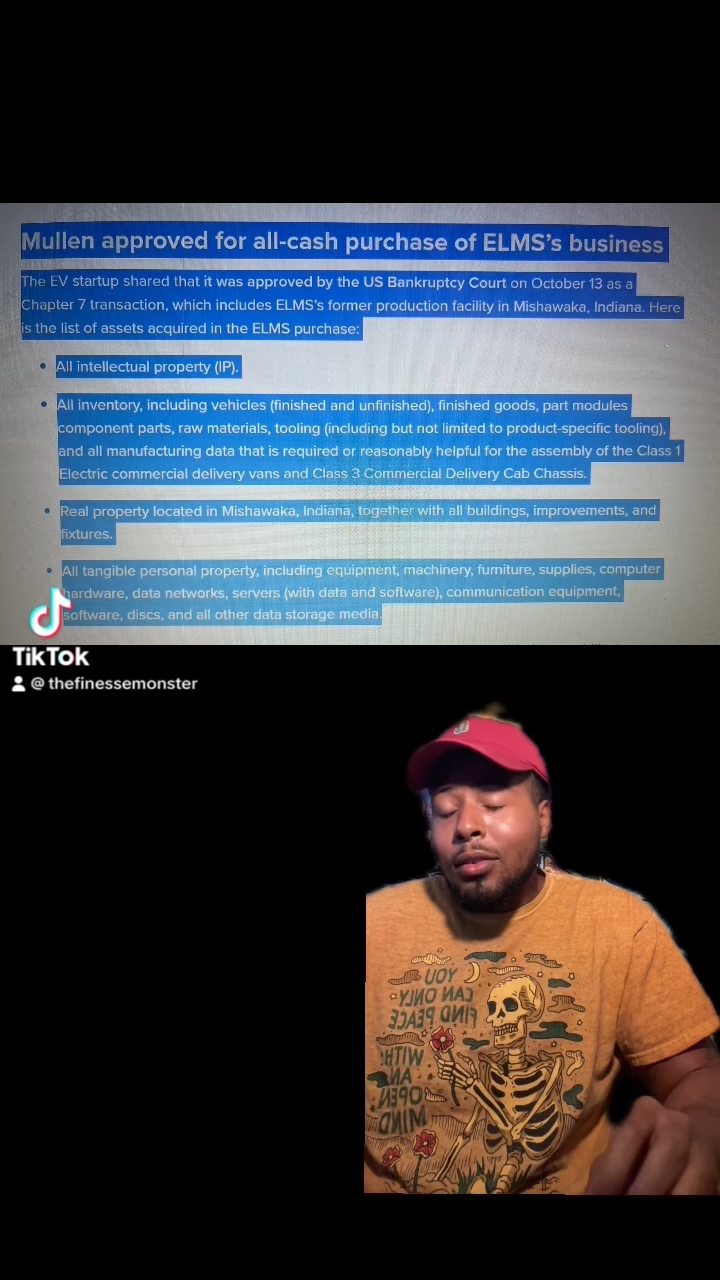 Mullen approved for all-cash purchase of ELMS's business
The EV startup shared that it was approved by the US Bankruptcy Court on October 13 as a
Chapter 7 transaction, which includes ELMS's former production facility in Mishawaka, Indiana. Here
is the list of assets acquired in the ELMS purchase:
• All intellectual property (IP).
• All inventory, including vehicles (finished and unfinished), finished goods, part modules
component parts, raw materials, tooling (including but not limited to product-specific tooling),
and all manufacturing data that is required or reasonably helpful for the assembly of the Class 1
Electric commercial delivery vans and Class 3 Commercial Delivery Cab Chassis.
• Real property located in Mishawaka, Indiana, together with all buildings, improvements, and
fixtures.
• All tangible personal property, including equipment, machinery, furniture, supplies, computer
hardware, data networks, servers (with data and software), communication equipment,
software, discs, and all other data storage media.
TikTok
@thefinessemonster
YOU
CAN ONLY
FIND PEACE
WITH
AN
OPEN
MIND